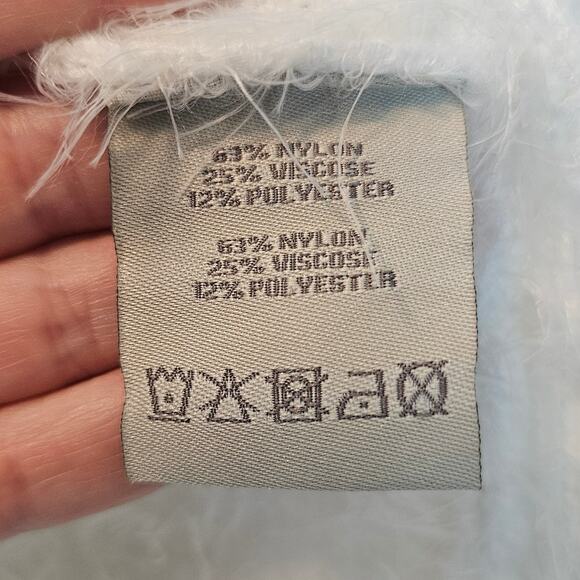 63% NYLON
25% VISCOSE
12% POLYESTER
63% NYLON
25% VISCOSE
12% POLYESTER